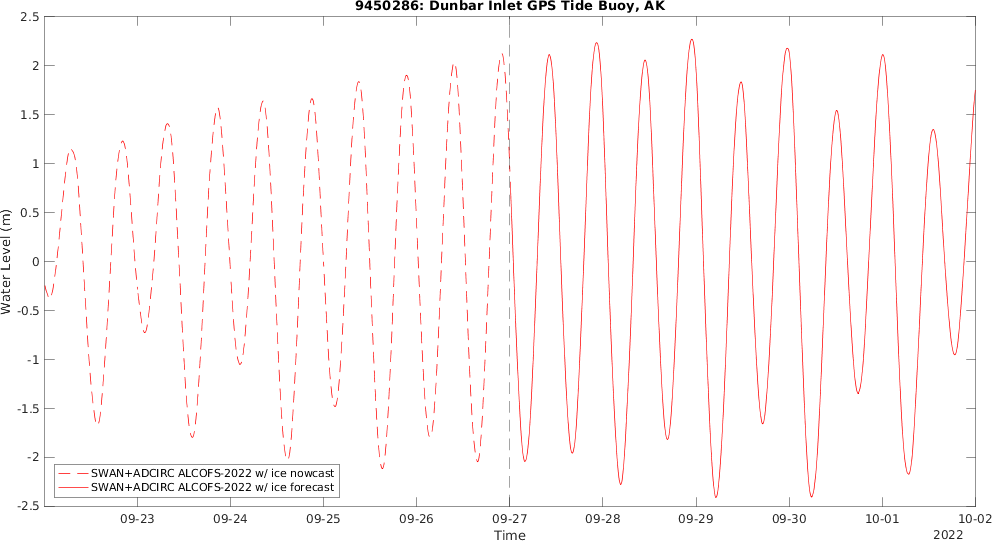 9450286: Dunbar Inlet GPS Tide Buoy, AK
2.5
2
1.5
1
0.5
0
-0.5
-1
-1.5
-2
-2.5
Water Level (m)
SWAN+ADCIRC ALCOFS-2022 w/ ice nowcast
SWAN+ADCIRC ALCOFS-2022 w/ ice forecast
09-23 09-24 09-25 09-26 09-27 09-28 09-29 09-30 10-01 10-02
Time
2022